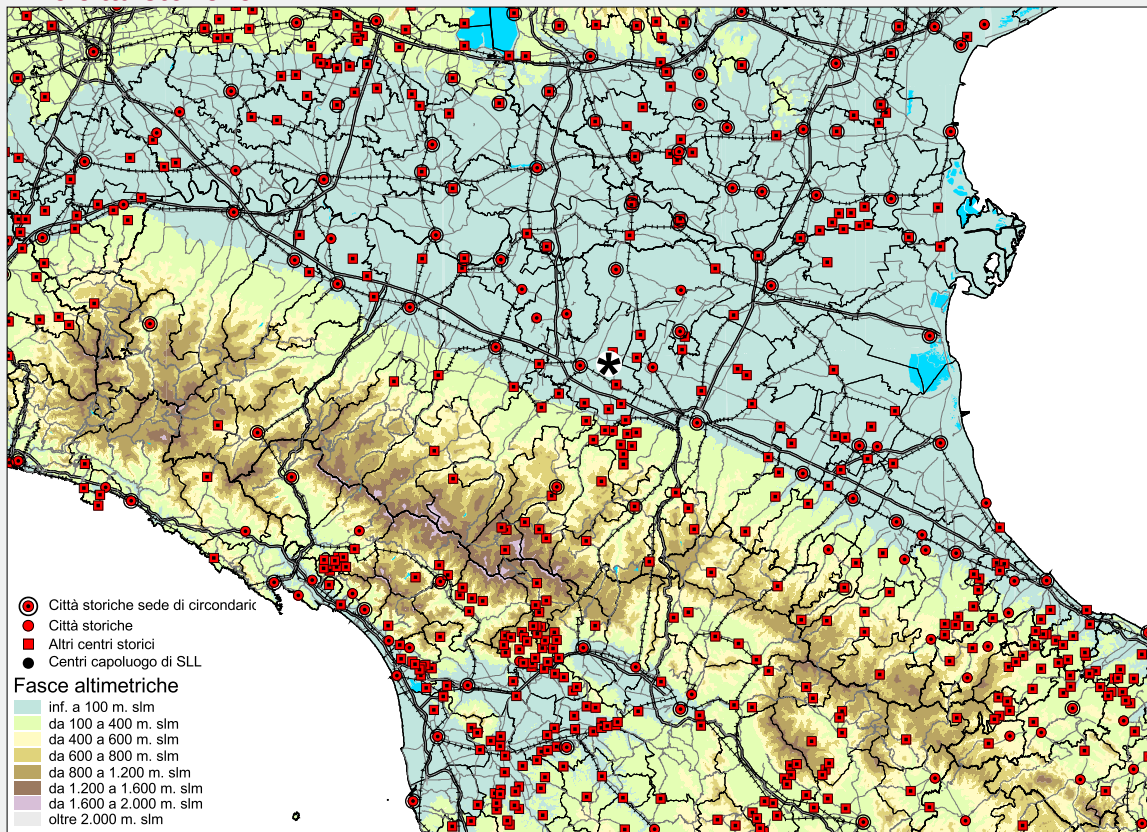 Città storiche sede di circondaric
Città storiche
Altri centri storici
Centri capoluogo di SLL
Fasce altimetriche
inf. a 100 m. slm
da 100 a 400 m. slm
da 400 a 600 m. slm
da 600 a 800 m. slm
da 800 a 1.200 m. slm
da 1.200 a 1.600 m. slm
da 1.600 a 2.000 m. slm
oltre 2.000 m. slm